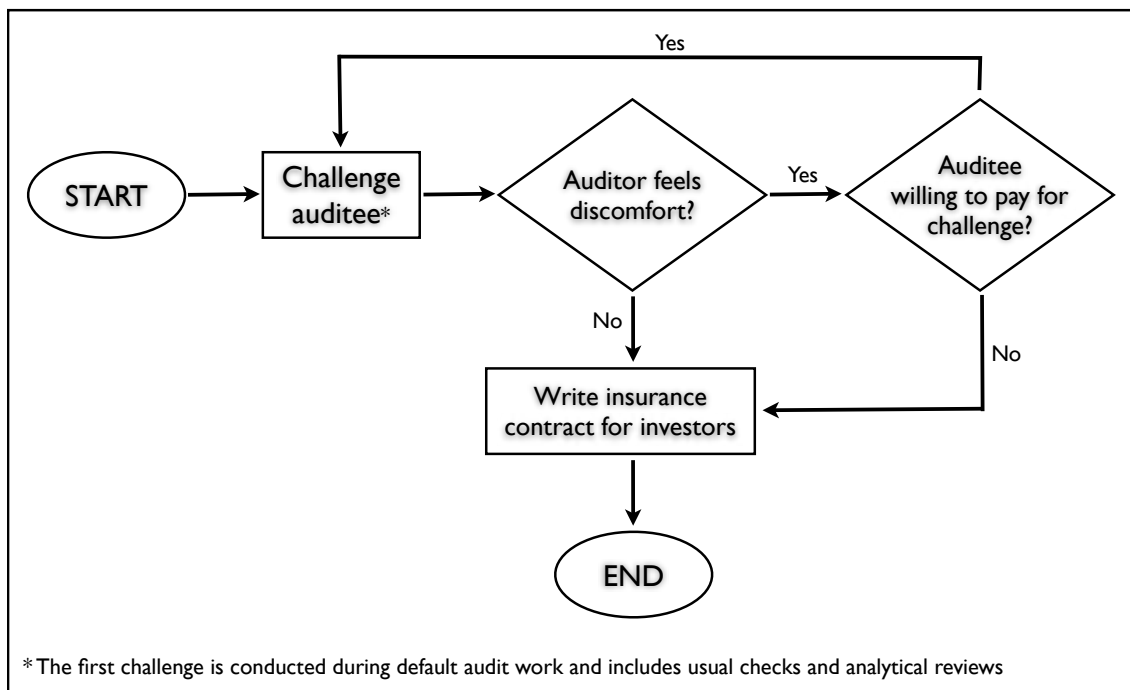 Yes
START
Challenge
auditee*
Auditor feels
discomfort?
Yes
Auditee
willing to pay for
challenge?
No
No
Write insurance
contract for investors
END
* The first challenge is conducted during default audit work and includes usual checks and analytical reviews